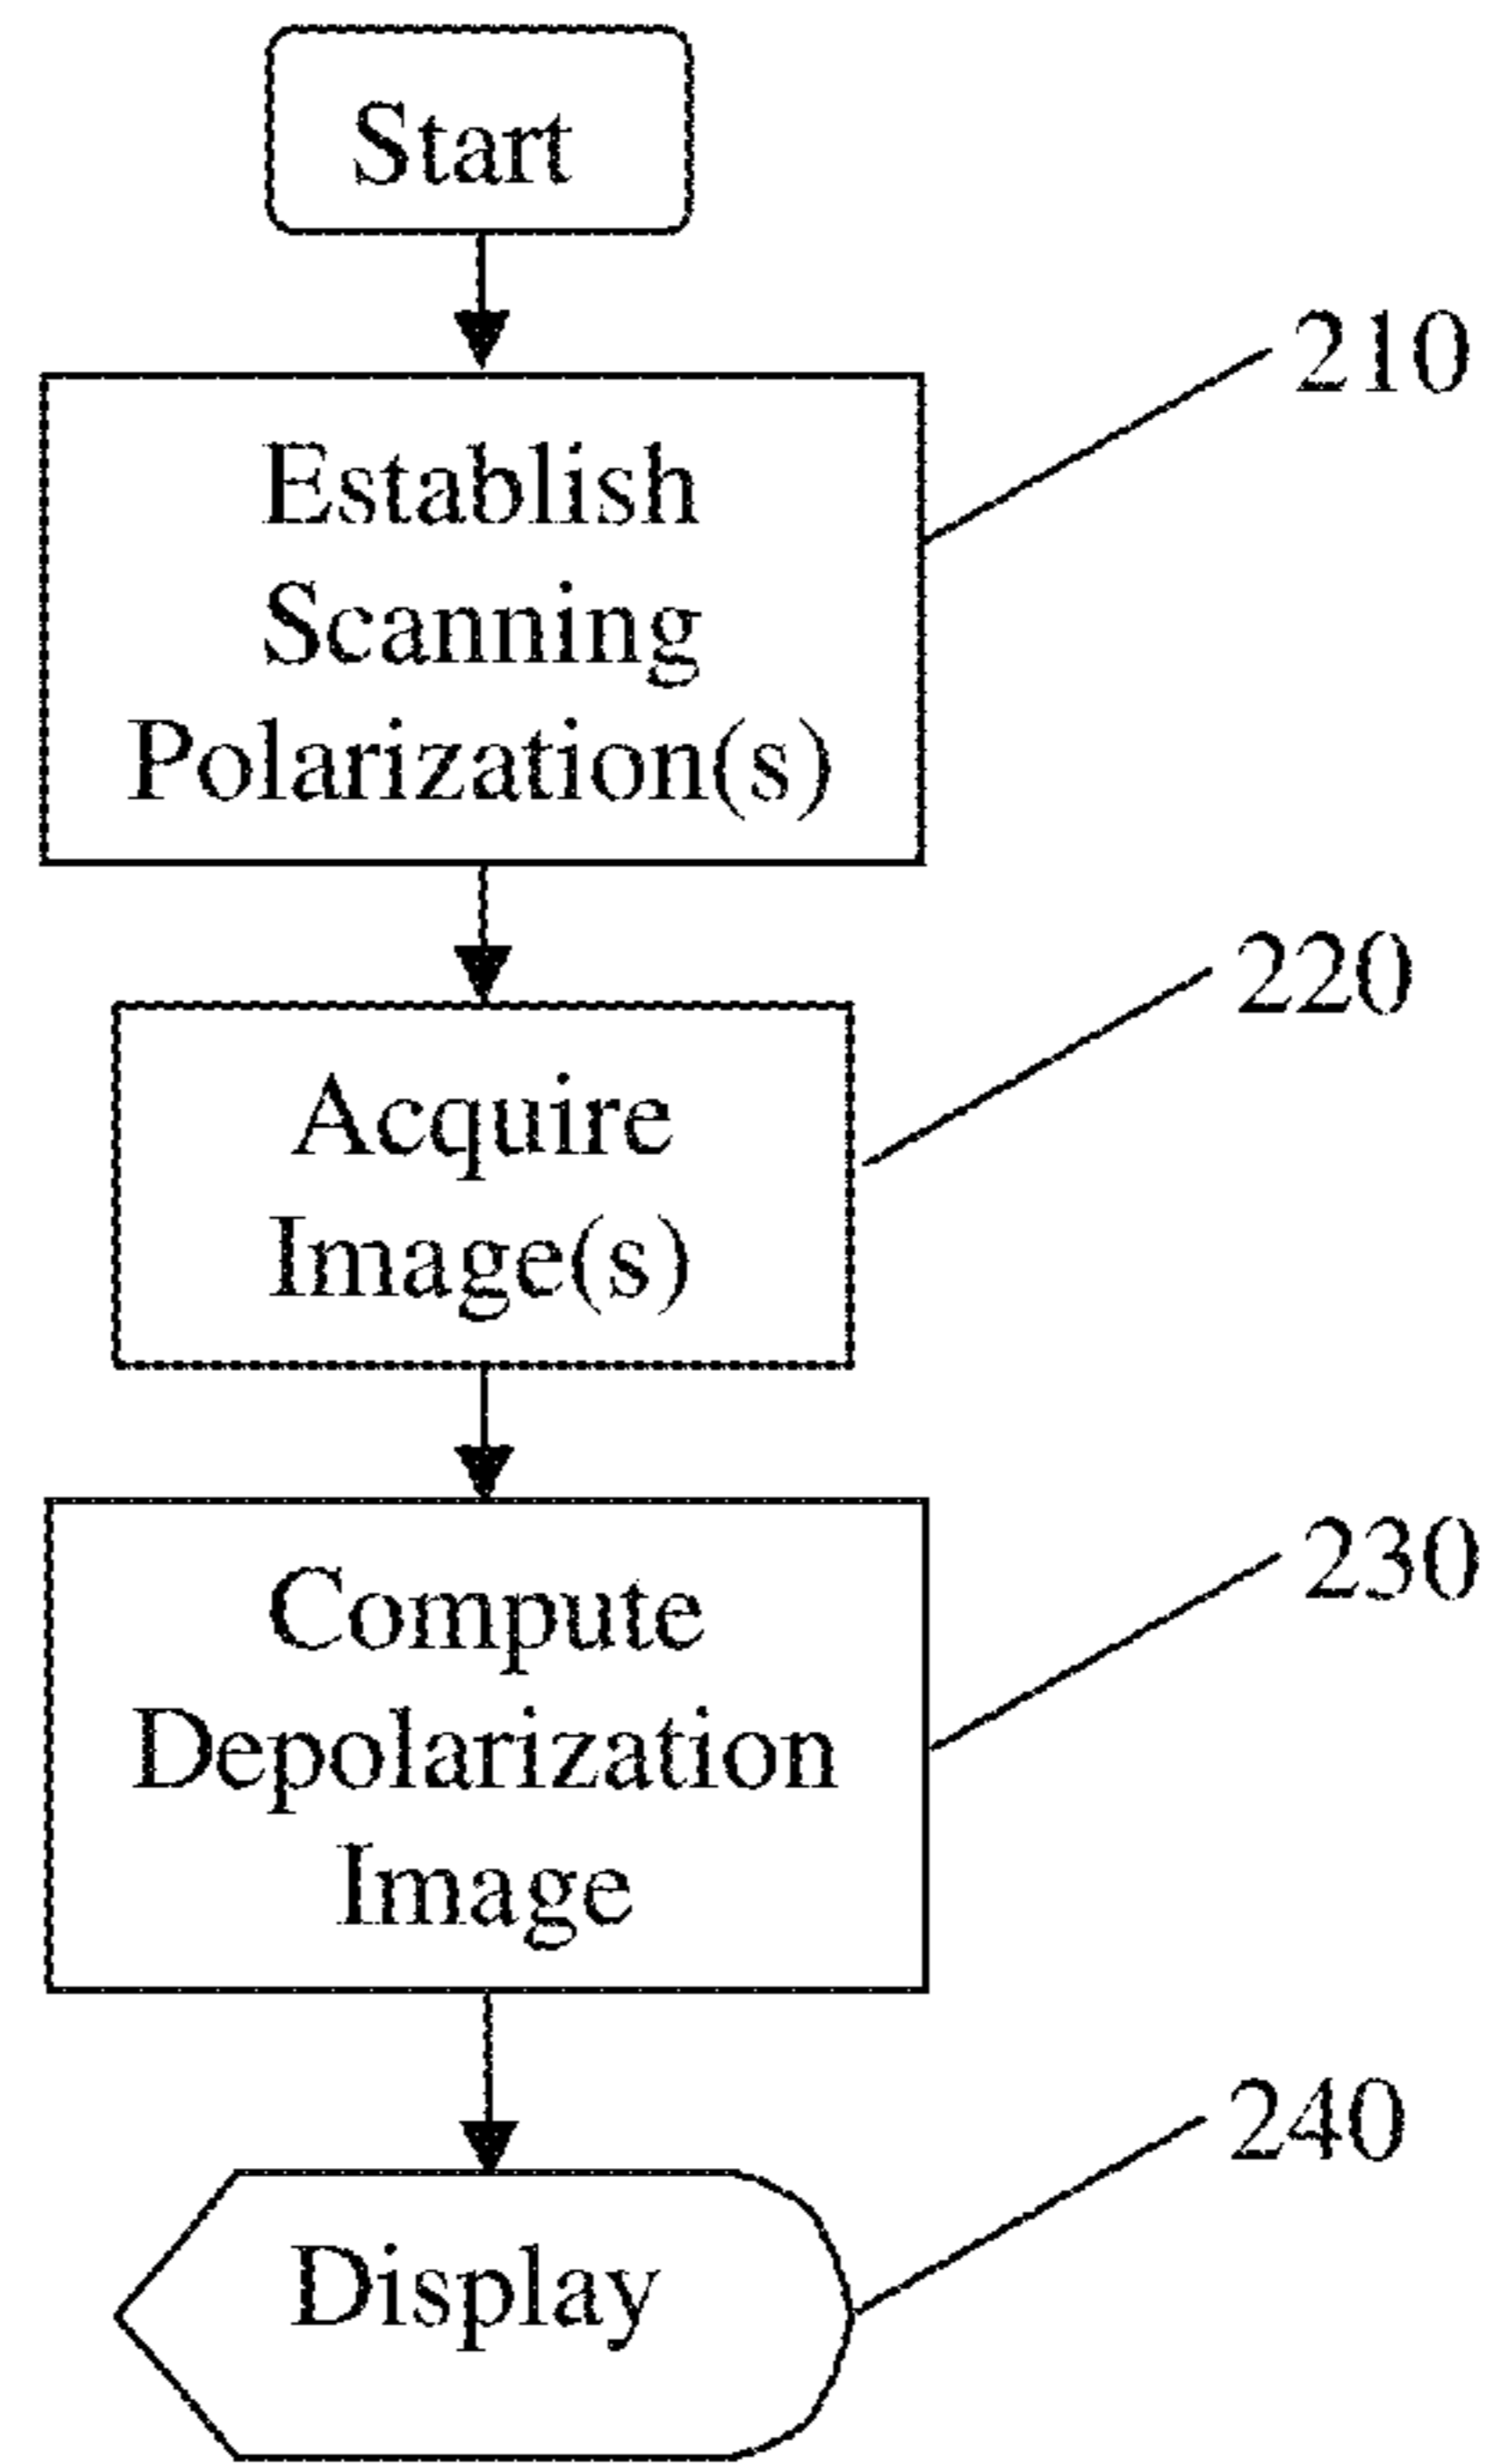 Start
210
Establish
Scanning
Polarization(s)
220
Acquire
Image(s)
230
Compute
Depolarization
Image
240
Display